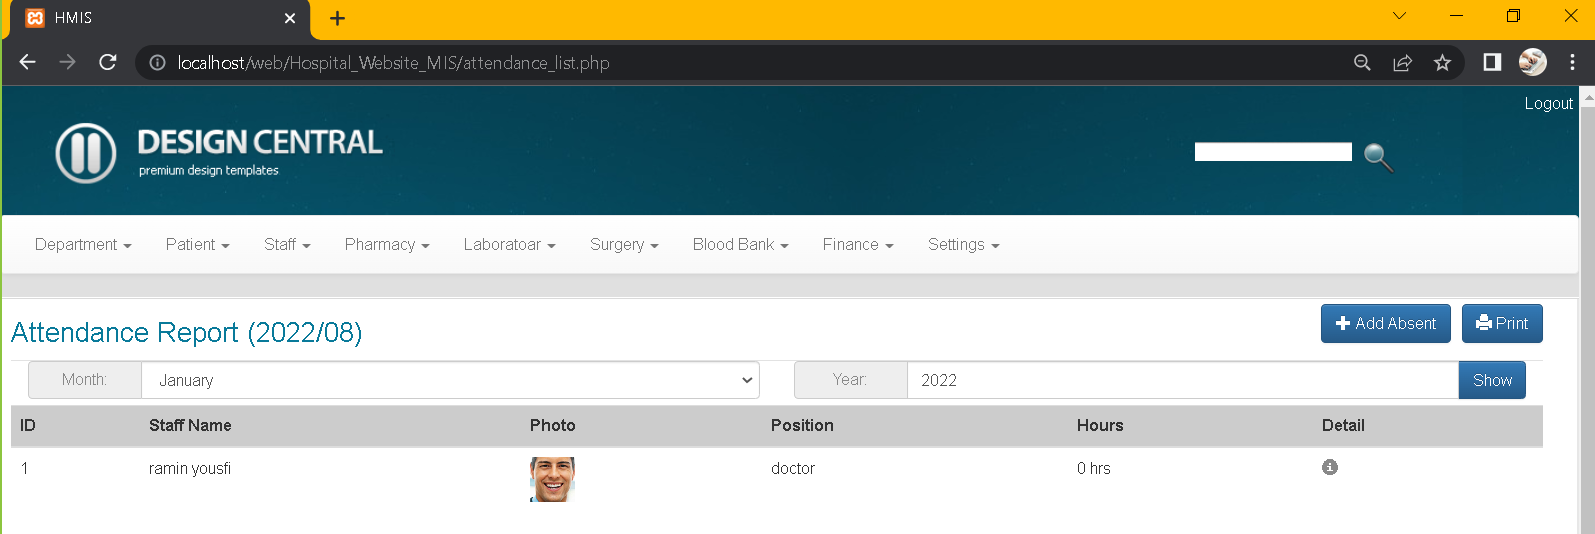 HMIS
localhost/web/Hospital_Website_MIS/attendance_list.php
Logout
DESIGN CENTRAL
premium design templates
Department Patient Staff Pharmacy Laboratoar Surgery Blood Bank Finance Settings
Attendance Report (2022/08) Add Absent Print
Month: January Year: 2022 Show
ID Staff Name Photo Position Hours Detail
1 ramin yousfi doctor 0 hrs